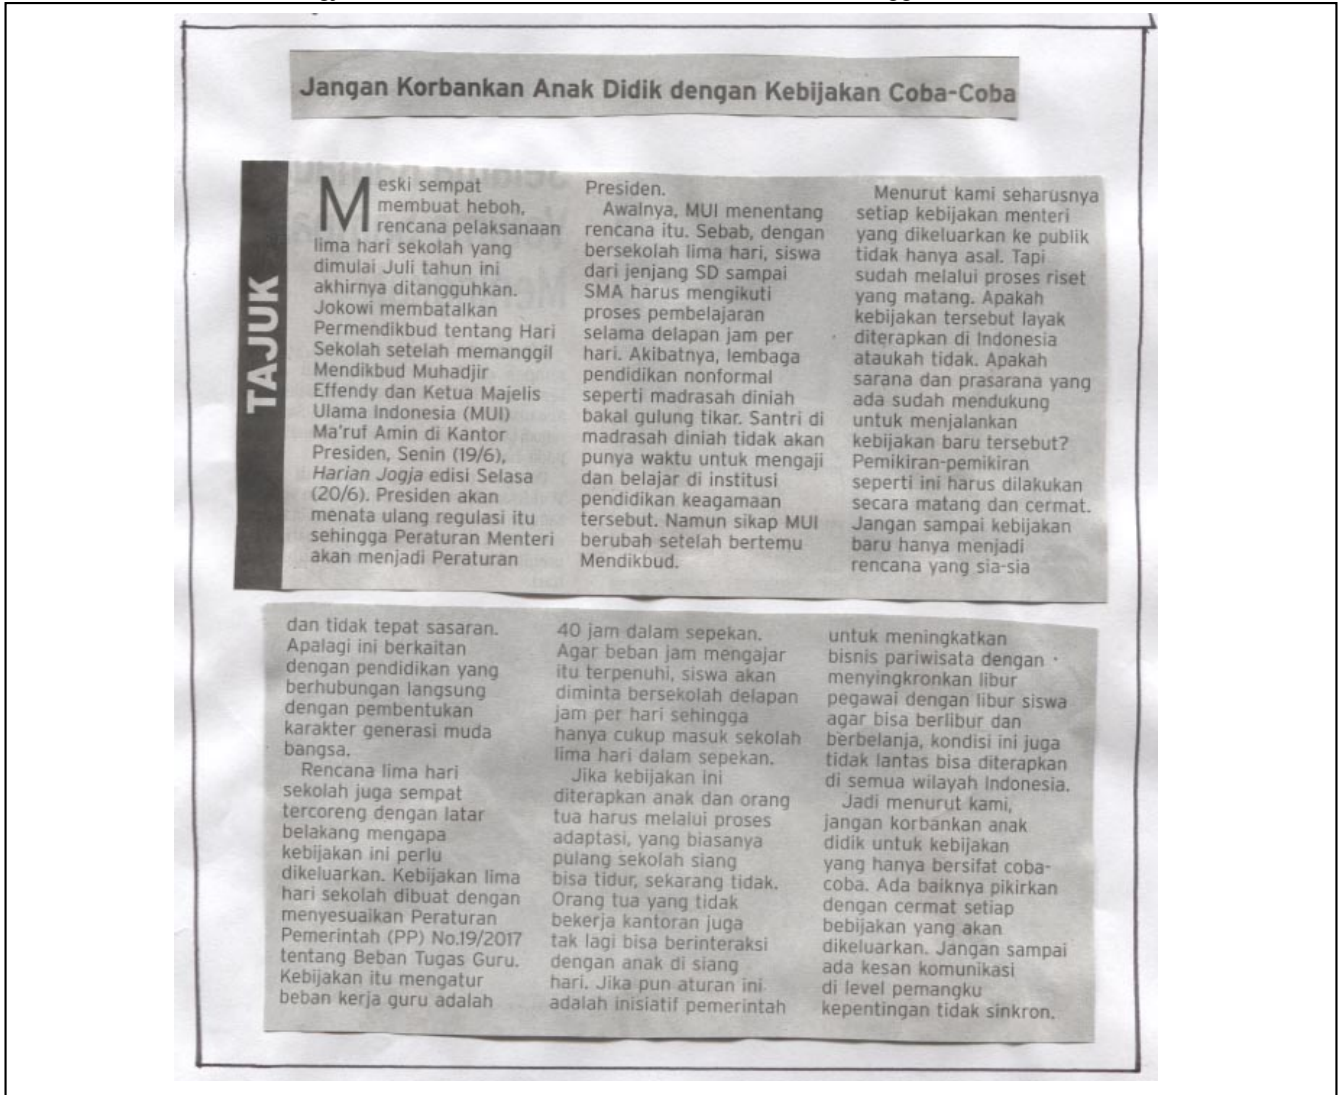 Jangan Korbankan Anak Didik dengan Kebijakan Coba-Coba
TAJUK
Meski sempat
membuat heboh,
rencana pelaksanaan
lima hari sekolah yang
dimulai Juli tahun ini
akhirnya ditangguhkan.
Jokowi membatalkan
Permendikbud tentang Hari
Sekolah setelah memanggil
Mendikbud Muhadjir
Effendy dan Ketua Majelis
Ulama Indonesia (MUI)
Ma'ruf Amin di Kantor
Presiden, Senin (19/6),
Harian Jogja edisi Selasa
(20/6). Presiden akan
menata ulang regulasi itu
sehingga Peraturan Menteri
akan menjadi Peraturan
Presiden.
Awalnya, MUI menentang
rencana itu. Sebab, dengan
bersekolah lima hari, siswa
dari jenjang SD sampai
SMA harus mengikuti
proses pembelajaran
selama delapan jam per
hari. Akibatnya, lembaga
pendidikan nonformal
seperti madrasah diniah
bakal gulung tikar. Santri di
madrasah diniah tidak akan
punya waktu untuk mengaji
dan belajar di institusi
pendidikan keagamaan
tersebut. Namun sikap MUI
berubah setelah bertemu
Mendikbud.
Menurut kami seharusnya
setiap kebijakan menteri
yang dikeluarkan ke publik
tidak hanya asal. Tapi
sudah melalui proses riset
yang matang. Apakah
kebijakan tersebut layak
diterapkan di Indonesia
ataukah tidak. Apakah
sarana dan prasarana yang
ada sudah mendukung
untuk menjalankan
kebijakan baru tersebut?
Pemikiran-pemikiran
seperti ini harus dilakukan
secara matang dan cermat.
Jangan sampai kebijakan
baru hanya menjadi
rencana yang sia-sia
dan tidak tepat sasaran.
Apalagi ini berkaitan
dengan pendidikan yang
berhubungan langsung
dengan pembentukan
karakter generasi muda
bangsa.
Rencana lima hari
sekolah juga sempat
tercoreng dengan latar
belakang mengapa
kebijakan ini perlu
dikeluarkan. Kebijakan lima
hari sekolah dibuat dengan
menyesuaikan Peraturan
Pemerintah (PP) No.19/2017
tentang Beban Tugas Guru.
Kebijakan itu mengatur
beban kerja guru adalah
40 jam dalam sepekan.
Agar beban jam mengajar
itu terpenuhi, siswa akan
diminta bersekolah delapan
jam per hari sehingga
hanya cukup masuk sekolah
lima hari dalam sepekan.
Jika kebijakan ini
diterapkan anak dan orang
tua harus melalui proses
adaptasi, yang biasanya
pulang sekolah siang
bisa tidur, sekarang tidak.
Orang tua yang tidak
bekerja kantoran juga
tak lagi bisa berinteraksi
dengan anak di siang
hari. Jika pun aturan ini
adalah inisiatif pemerintah
untuk meningkatkan
bisnis pariwisata dengan
menyingkronkan libur
pegawai dengan libur siswa
agar bisa berlibur dan
berbelanja, kondisi ini juga
tidak lantas bisa diterapkan
di semua wilayah Indonesia.
Jadi menurut kami,
jangan korbankan anak
didik untuk kebijakan
yang hanya bersifat coba-
coba. Ada baiknya pikirkan
dengan cermat setiap
bebijakan yang akan
dikeluarkan. Jangan sampai
ada kesan komunikasi
di level pemangku
kepentingan tidak sinkron.